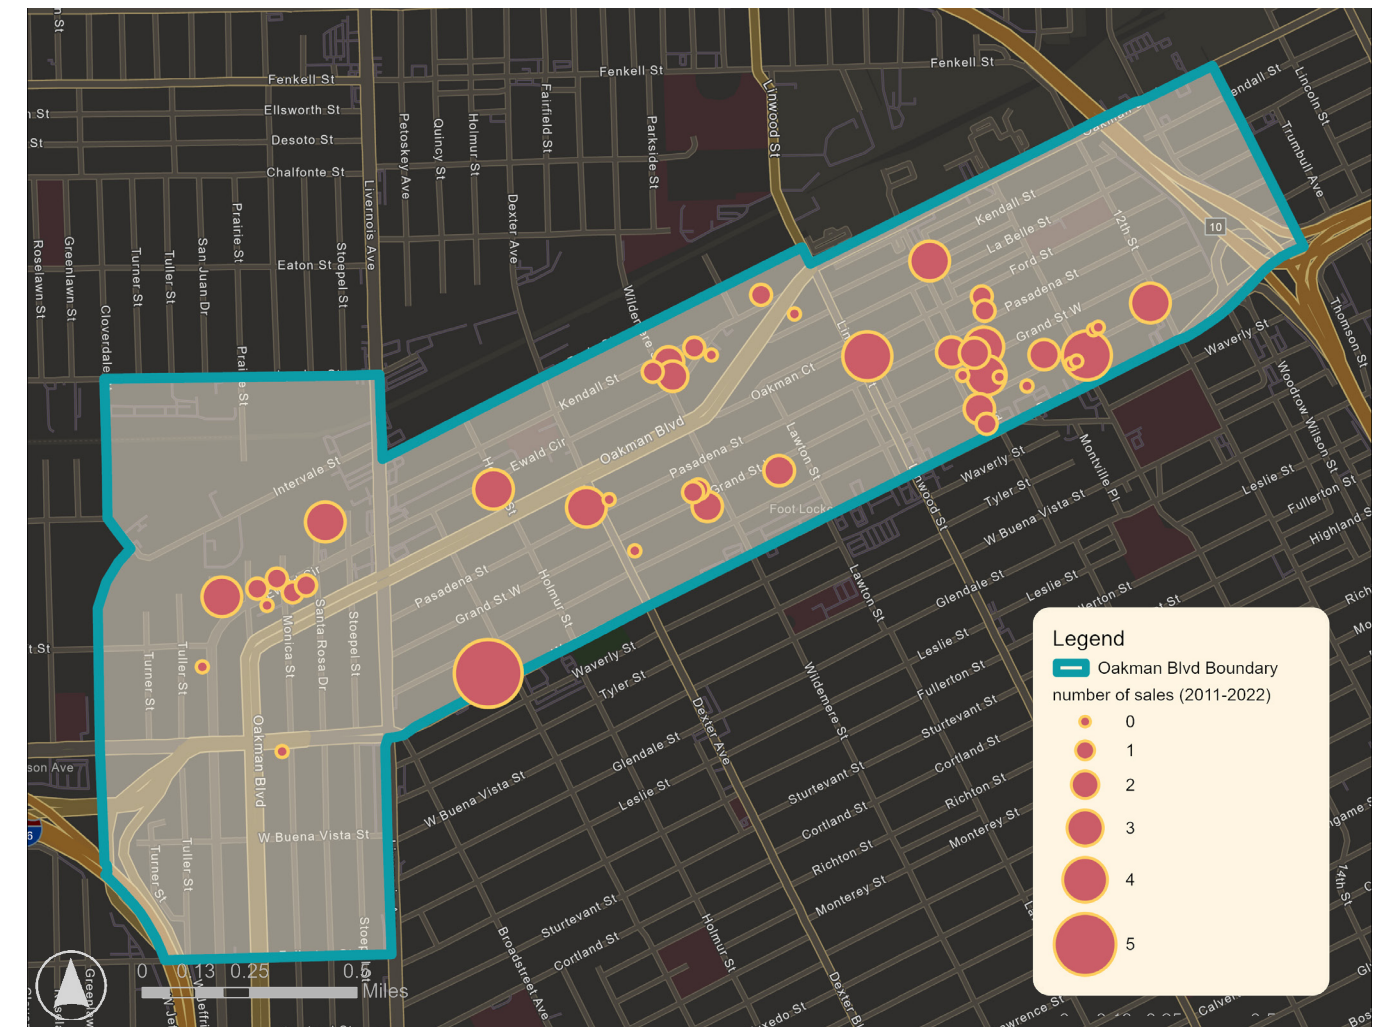 Fenkell St
Fenkell St
Fenkell St
Ellsworth St
Desoto St
Chalfonte St
Eaton St
Livernois Ave
Petoskey Ave
Quincy St
Holmur St
Fairfield St
Parkside St
Linwood St
Dexter Ave
Lincoln St
Trumbull Ave
Roselawn St
Greenlawn St
Cloverdale
Turner St
Tuller St
San Juan Dr
Prairie St
Stoepel St
Kendall St
La Belle St
Ford St
Pasadena St
Grand St W
12th St
10
Thomson St
Waverly St
Woodrow Wilson St
Kendall St
Oakman Ct
Oakman Blvd
Ewald Cir
Pasadena St
Lawton St
Foot Locke
Intervale St
Pasadena St
Grand St W
Holmur St
Waverly St
Tyler St
W Buena Vista St
Montville Pl
Leslie St
Fullerton St
Highland S
Linwood St
Lawton St
Glendale St
Leslie St
Leslie St
Fullerton St
Sturtevant St
Cortland St
Richton St
Monterey St
Waverly St
Tyler St
Wildemere St
Dexter Ave
Glendale St
Leslie St
W Buena Vista St
Sturtevant St
Cortland St
Richton St
Monterey St
Turner St
Tuller St
Monica St
Santa Rosa Dr
Stoepel St
Oakman Blvd
son Ave
W Buena Vista St
Turner St
Tuller St
Sturtevant St
Cortland St
Broadstreet Ave
Holmur St
14th St
Legend
Oakman Blvd Boundary
number of sales (2011-2022)
0
1
2
3
4
5
0 0.13 0.25 0.5
Miles